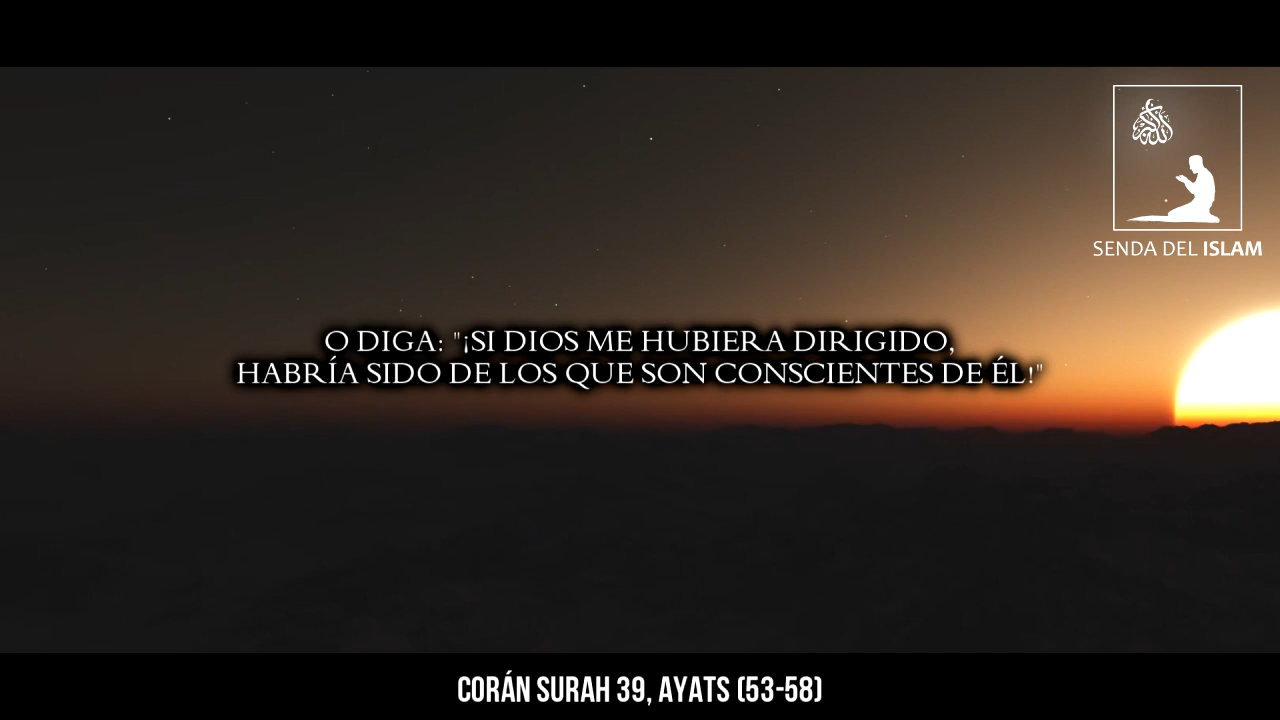 SENDA DEL ISLAM
O DIGA: "¡SI DIOS ME HUBIERA DIRIGIDO,
HABRÍA SIDO DE LOS QUE SON CONSCIENTES DE ÉL!"
CORÁN SURAH 39, AYATS (53-58)